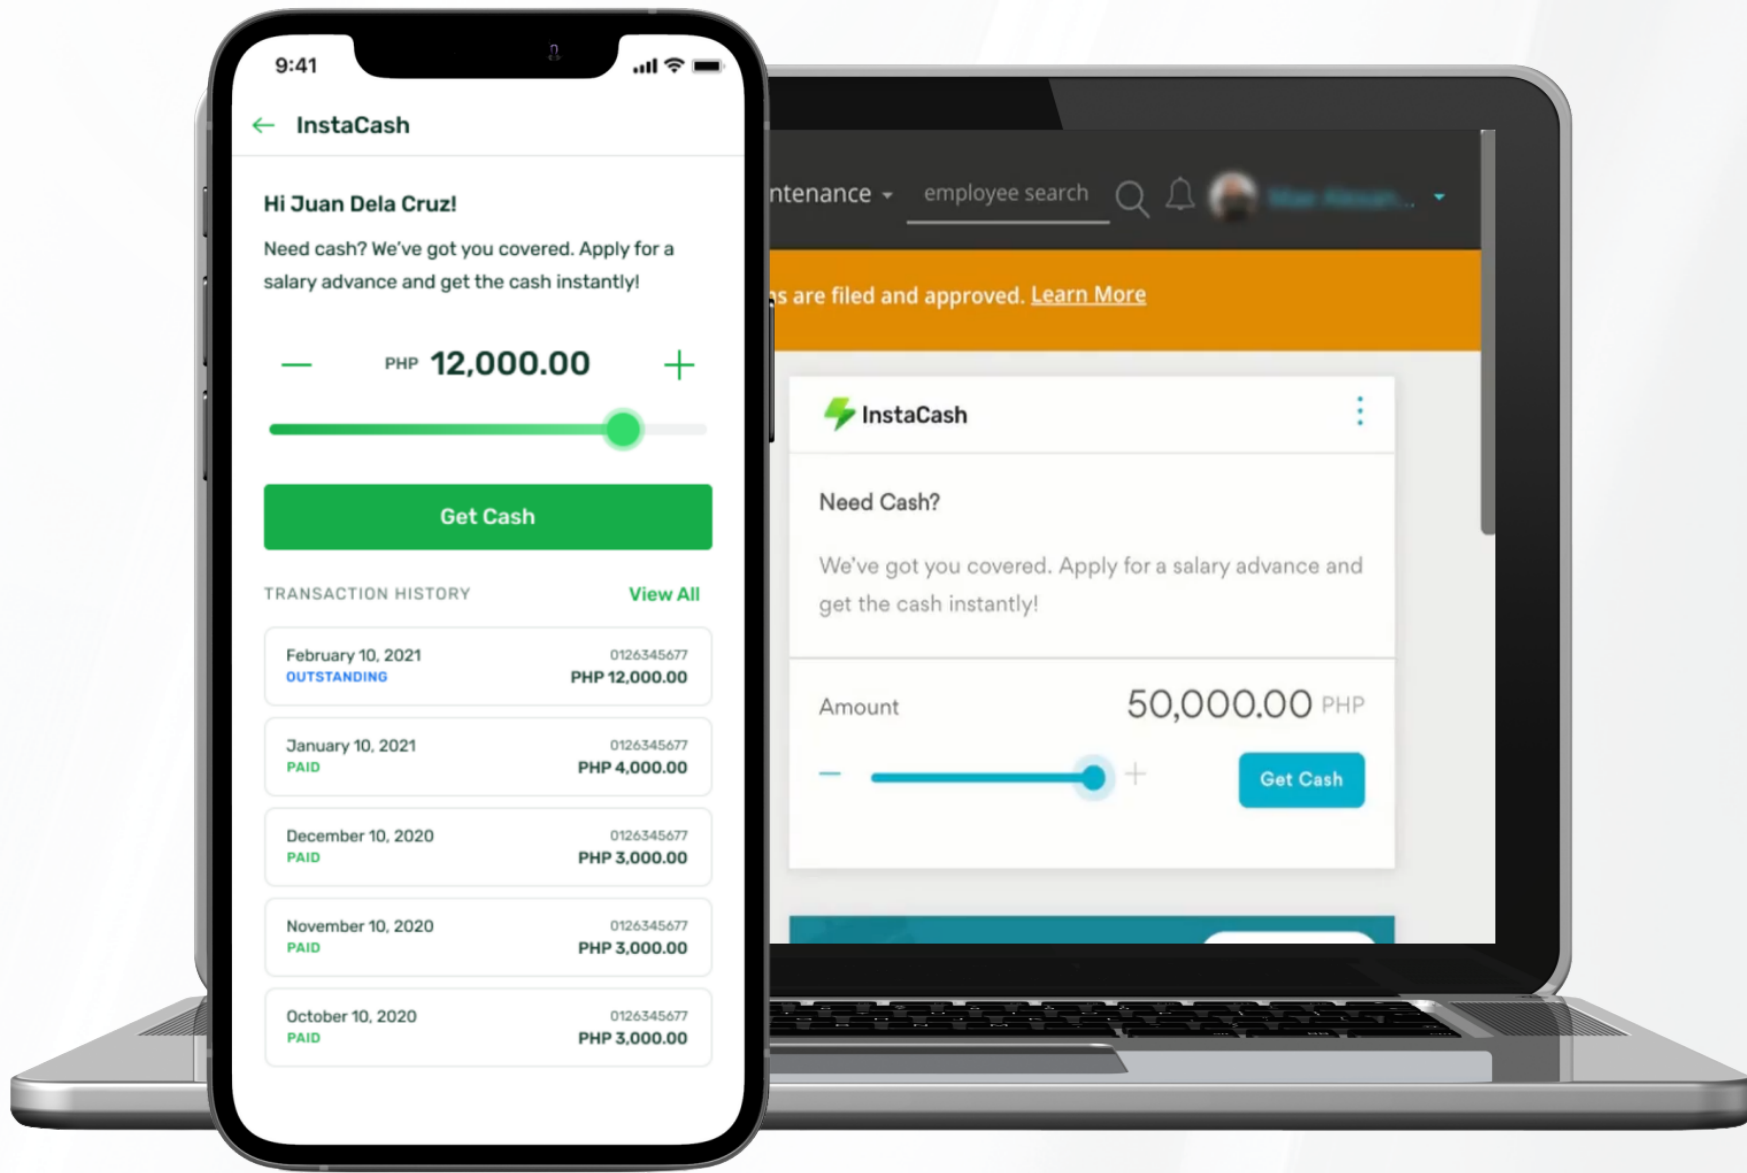 9:41
InstaCash
Hi Juan Dela Cruz!
Need cash? We've got you covered. Apply for a
salary advance and get the cash instantly!
PHP 12,000.00
Get Cash
TRANSACTION HISTORY View All
February 10, 2021 0126345677
OUTSTANDING PHP 12,000.00
January 10, 2021 0126345677
PAID PHP 4,000.00
December 10, 2020 0126345677
PAID PHP 3,000.00
November 10, 2020 0126345677
PAID PHP 3,000.00
October 10, 2020 0126345677
PAID PHP 3,000.00
ntenance employee search
s are filed and approved. Learn More
InstaCash
Need Cash?
We've got you covered. Apply for a salary advance and
get the cash instantly!
Amount 50,000.00 PHP
Get Cash